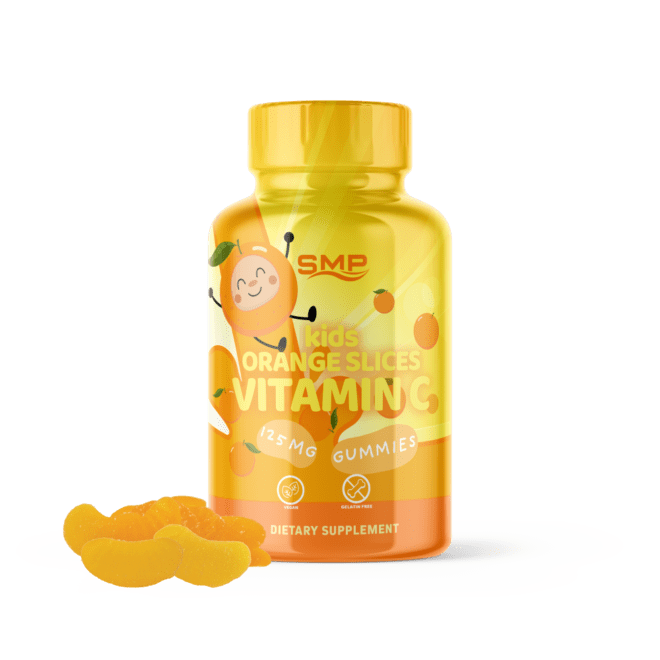 SMP
kids
ORANGE SLICES
VITAMIN C
125MG GUMMIES
VEGAN GELATIN FREE
DIETARY SUPPLEMENT